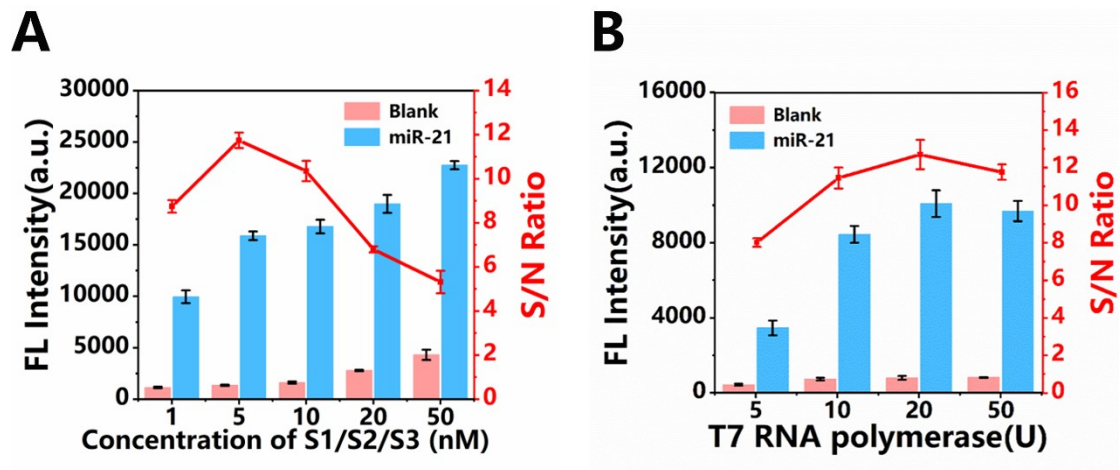 A
FL Intensity(a.u.)
30000
25000
20000
15000
10000
5000
0
Blank
miR-21
14
12
10
8
6
4
2
0
S/N Ratio
1 5 10 20 50
Concentration of S1/S2/S3 (nM)
B
FL Intensity(a.u.)
16000
12000
8000
4000
0
Blank
miR-21
16
14
12
10
8
6
4
2
0
S/N Ratio
5 10 20 50
T7 RNA polymerase(U)